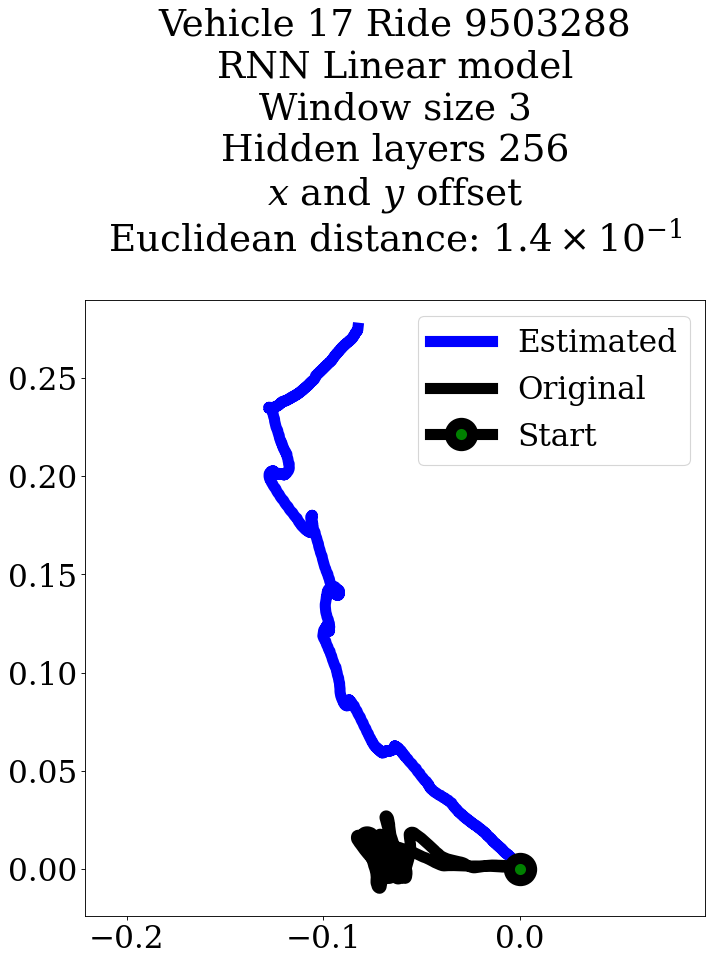 Vehicle 17 Ride 9503288
RNN Linear model
Window size 3
Hidden layers 256
x and y offset
Euclidean distance: 1.4 × 10⁻¹
Estimated
Original
Start
0.25
0.20
0.15
0.10
0.05
0.00
−0.2 −0.1 0.0